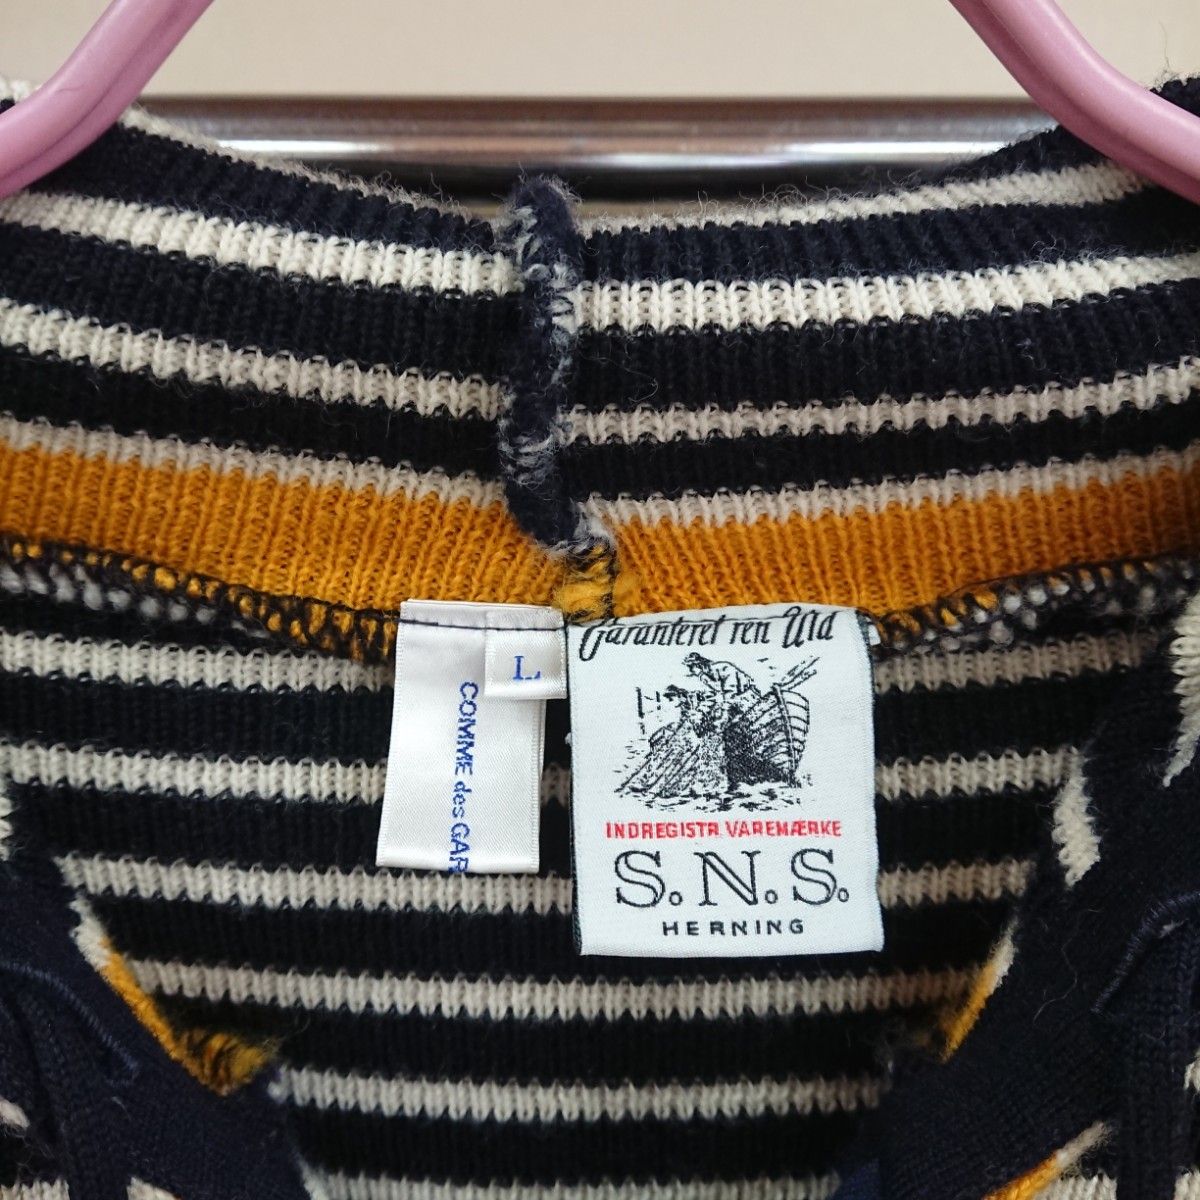 L
COMME des GAR
Garanteret ren Uld
INDREGISTR. VAREMÆRKE
S.N.S.
HERNING